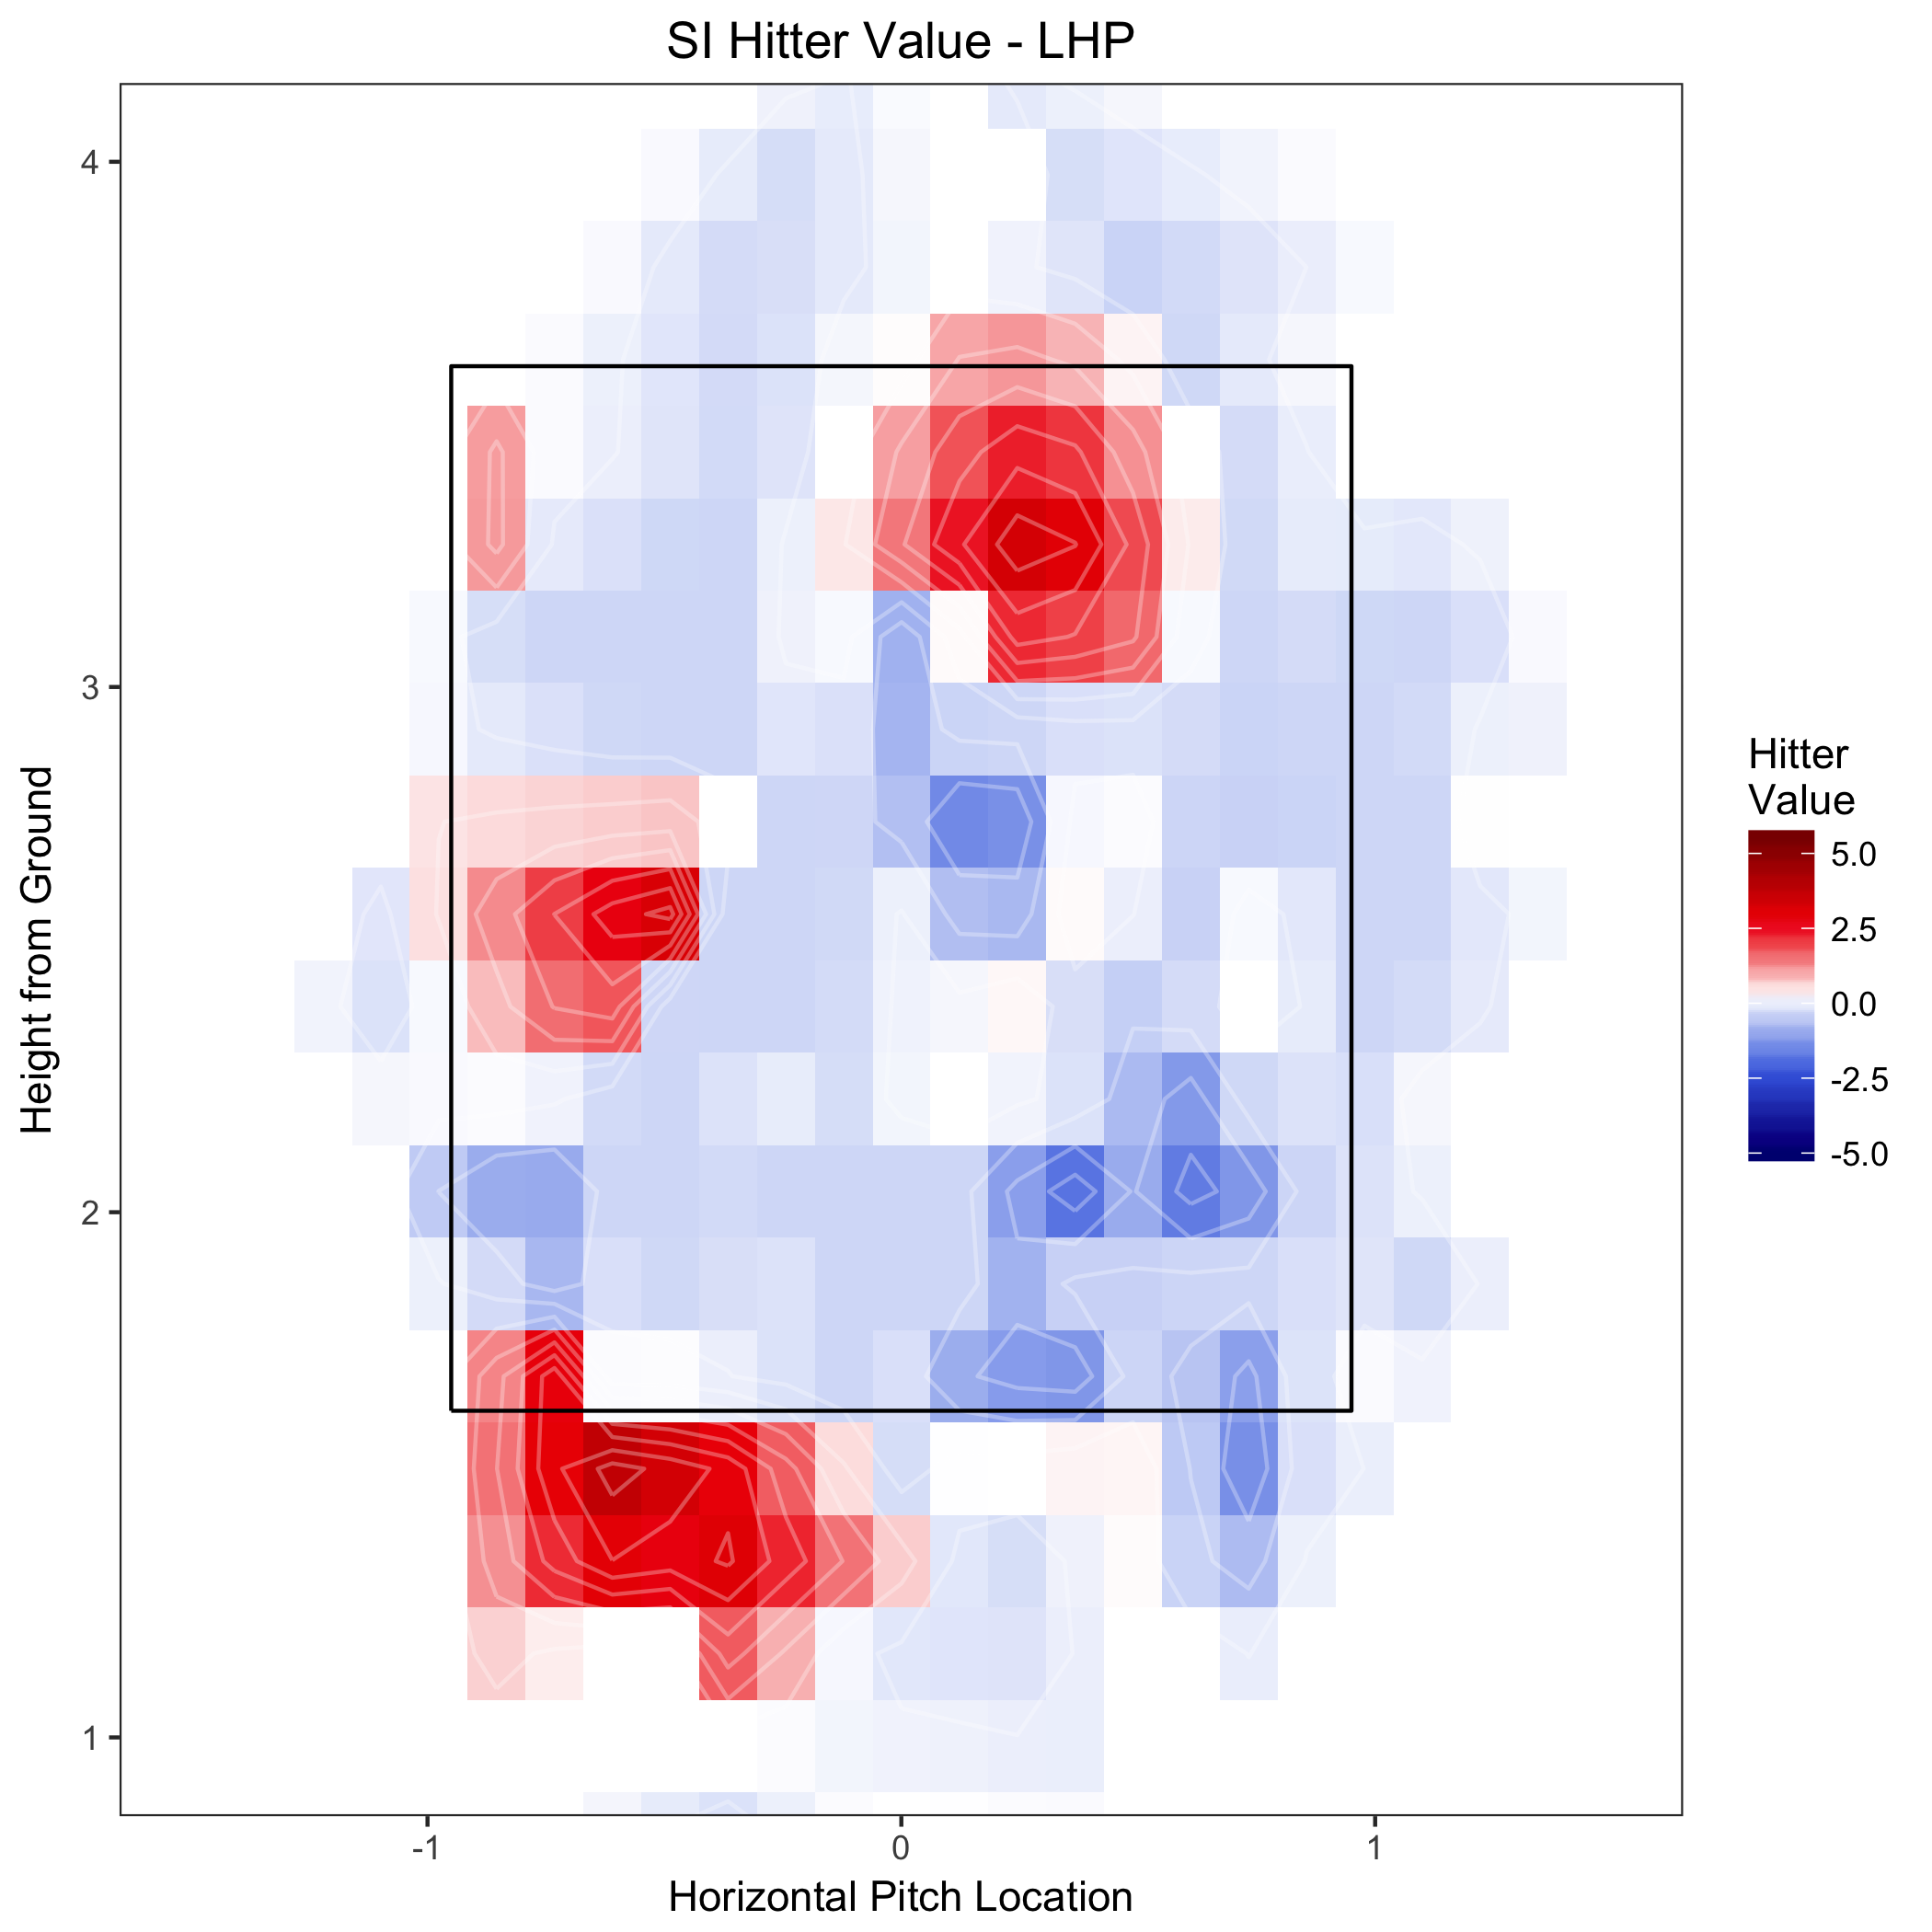 SI Hitter Value - LHP
4
3
2
1
Height from Ground
-1
0
1
Horizontal Pitch Location
Hitter
Value
5.0
2.5
0.0
-2.5
-5.0